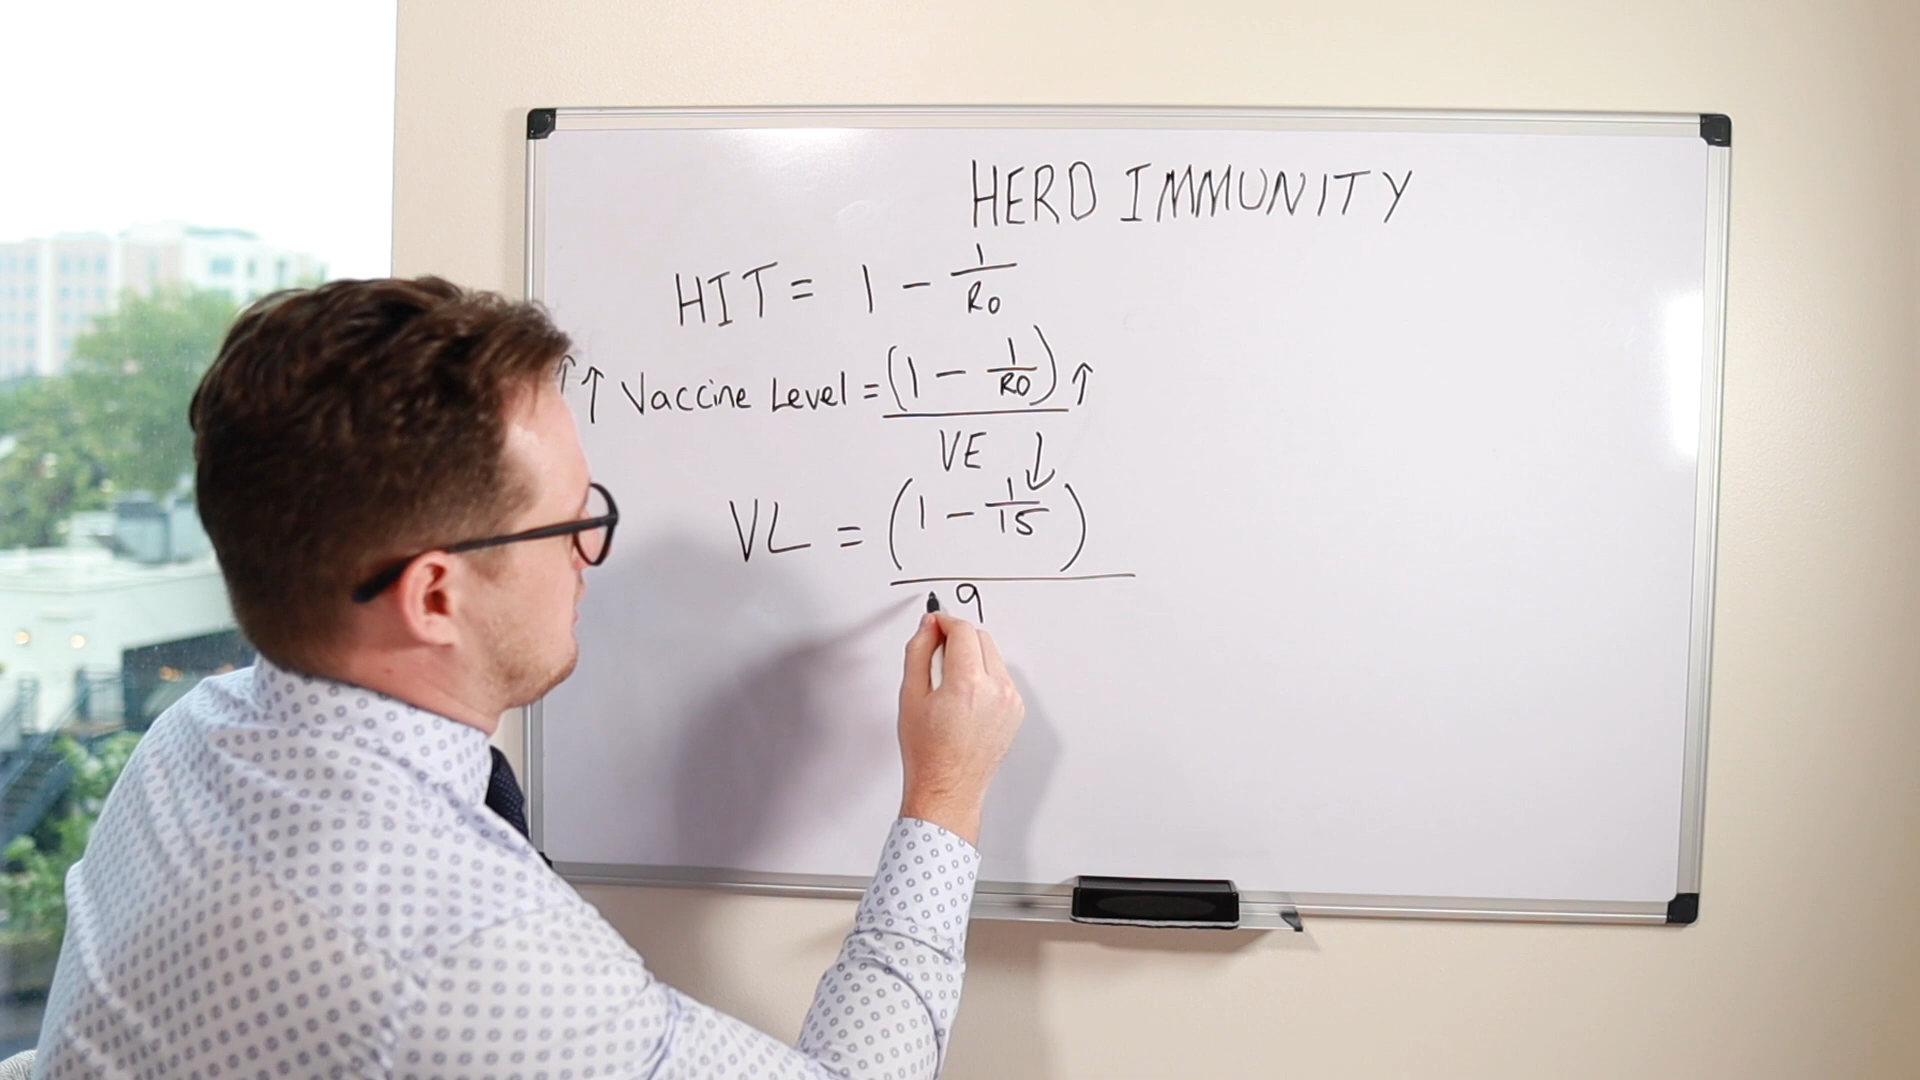 HERD IMMUNITY
HIT = 1 - 1/R0
↑ ↑ Vaccine Level = (1 - 1/R0) ↑
VE ↓
VL = (1 - 1/15)
9